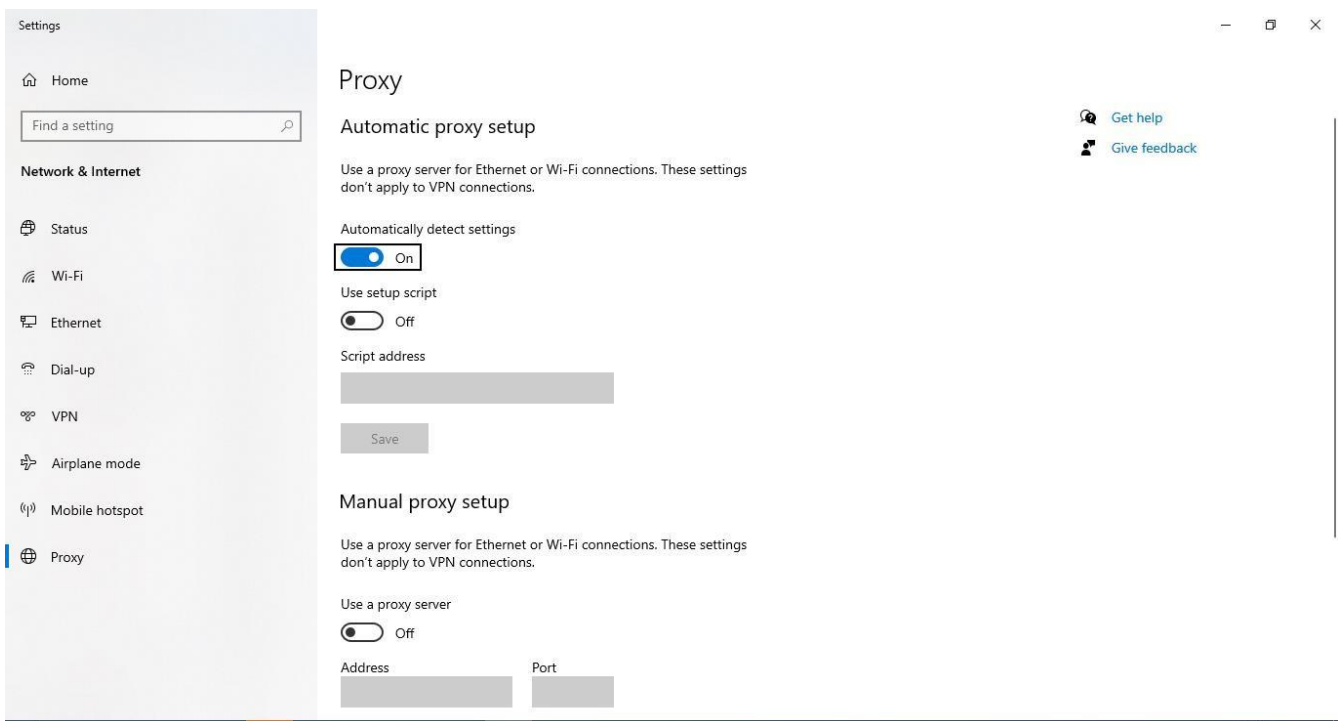 Settings
Home
Find a setting
Network & Internet
Status
Wi-Fi
Ethernet
Dial-up
VPN
Airplane mode
Mobile hotspot
Proxy
Proxy
Automatic proxy setup
Use a proxy server for Ethernet or Wi-Fi connections. These settings
don't apply to VPN connections.
Automatically detect settings
On
Use setup script
Off
Script address
Save
Manual proxy setup
Use a proxy server for Ethernet or Wi-Fi connections. These settings
don't apply to VPN connections.
Use a proxy server
Off
Address Port
Get help
Give feedback